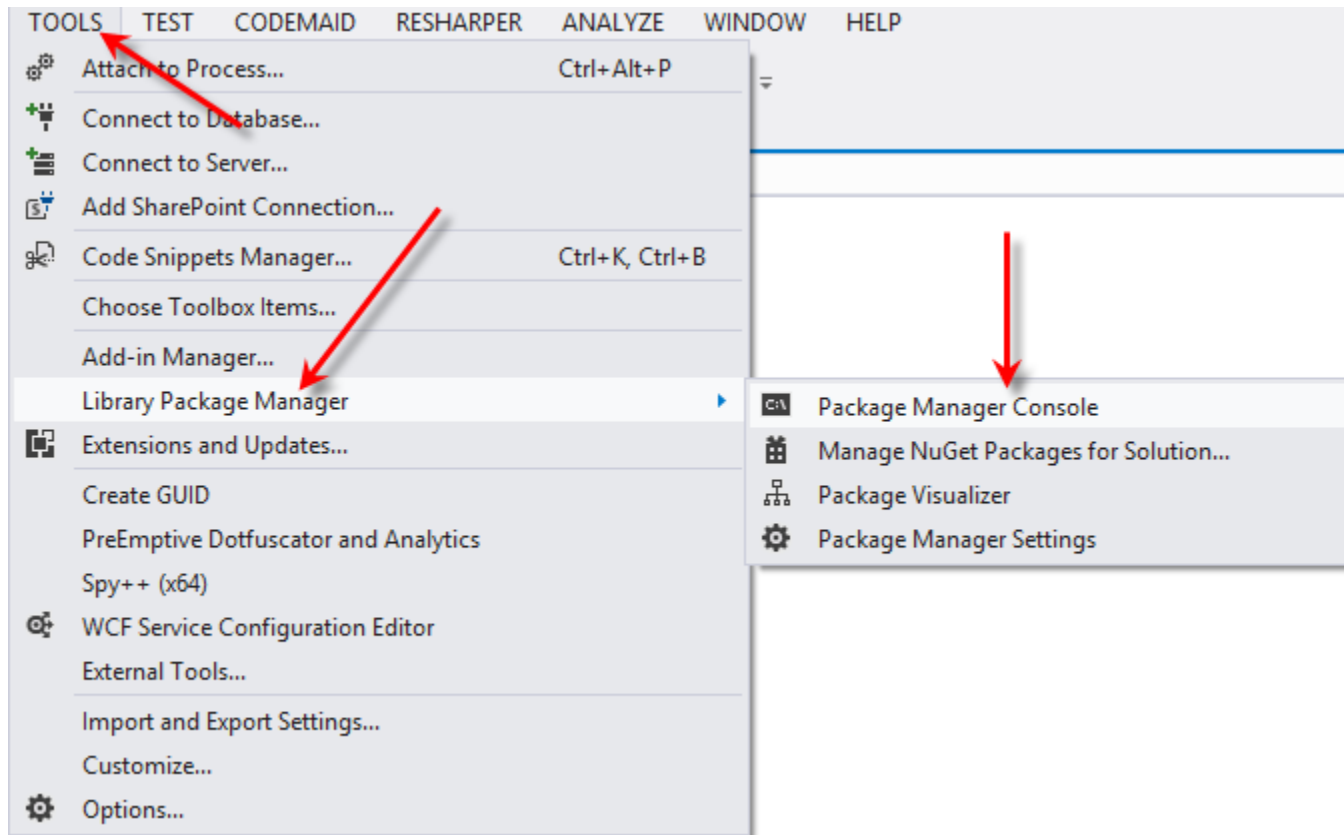 TOOLS TEST CODEMAID RESHARPER ANALYZE WINDOW HELP
Attach to Process... Ctrl+Alt+P
Connect to Database...
Connect to Server...
Add SharePoint Connection...
Code Snippets Manager... Ctrl+K, Ctrl+B
Choose Toolbox Items...
Add-in Manager...
Library Package Manager
Extensions and Updates...
Create GUID
PreEmptive Dotfuscator and Analytics
Spy++ (x64)
WCF Service Configuration Editor
External Tools...
Import and Export Settings...
Customize...
Options...
C:\ Package Manager Console
Manage NuGet Packages for Solution...
Package Visualizer
Package Manager Settings